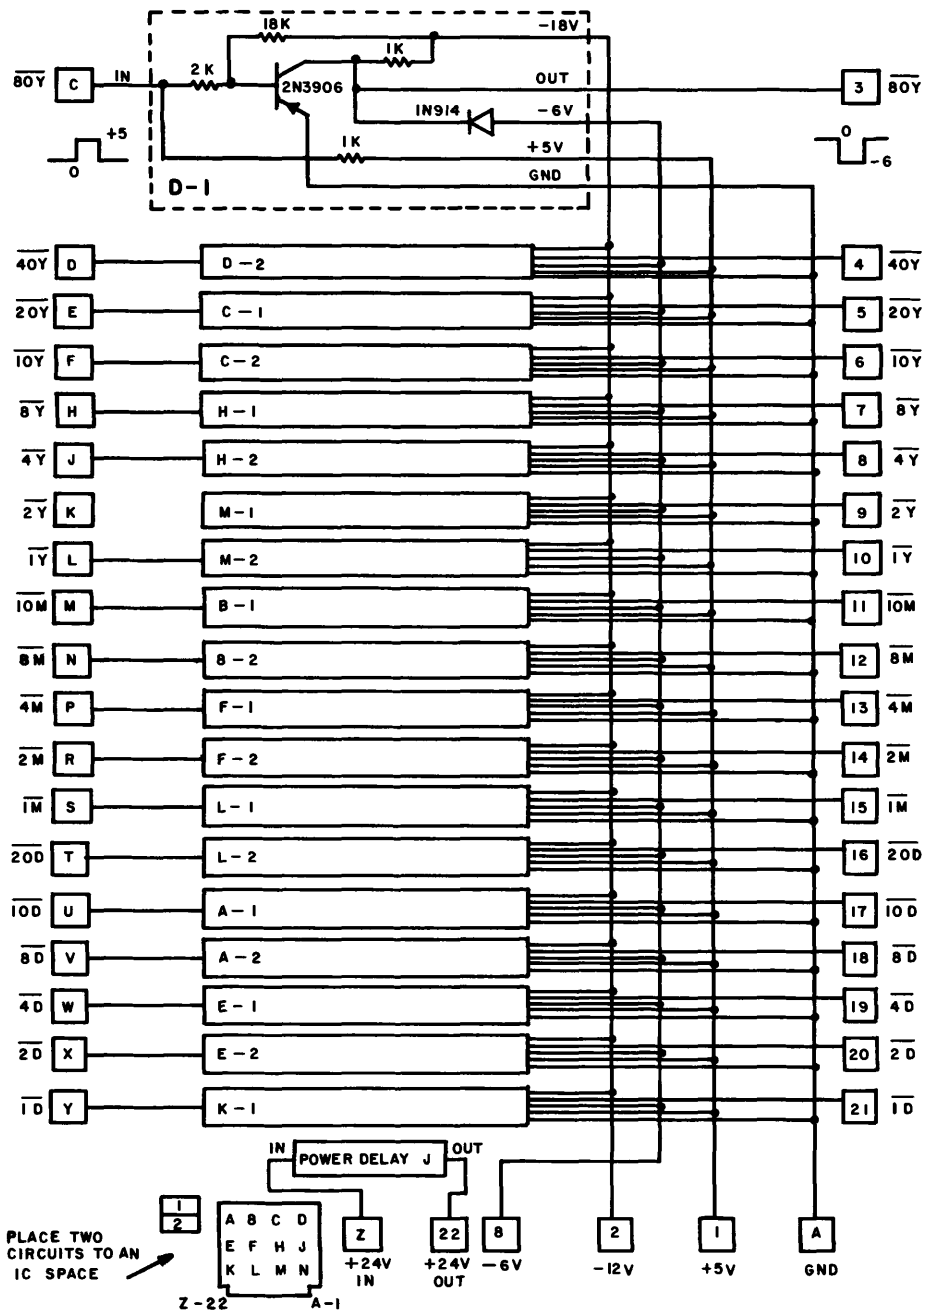 18K
-18V
1K
80Y
C
IN
2K
2N3906
OUT
3
80Y
IN914
-6V
+5
0
1K
+5V
0
-6
D-1
GND
40Y D D-2 4 40Y
20Y E C-1 5 20Y
10Y F C-2 6 10Y
8Y H H-1 7 8Y
4Y J H-2 8 4Y
2Y K M-1 9 2Y
1Y L M-2 10 1Y
10M M B-1 11 10M
8M N 8-2 12 8M
4M P F-1 13 4M
2M R F-2 14 2M
1M S L-1 15 1M
20D T L-2 16 20D
10D U A-1 17 10D
8D V A-2 18 8D
4D W E-1 19 4D
2D X E-2 20 2D
1D Y K-1 21 1D
IN
POWER DELAY J
OUT
1
2
PLACE TWO
CIRCUITS TO AN
IC SPACE
A 8 C D
E F H J
K L M N
Z-22
A-1
Z
+24V
IN
22
+24V
OUT
8
-6V
2
-12V
1
+5V
A
GND